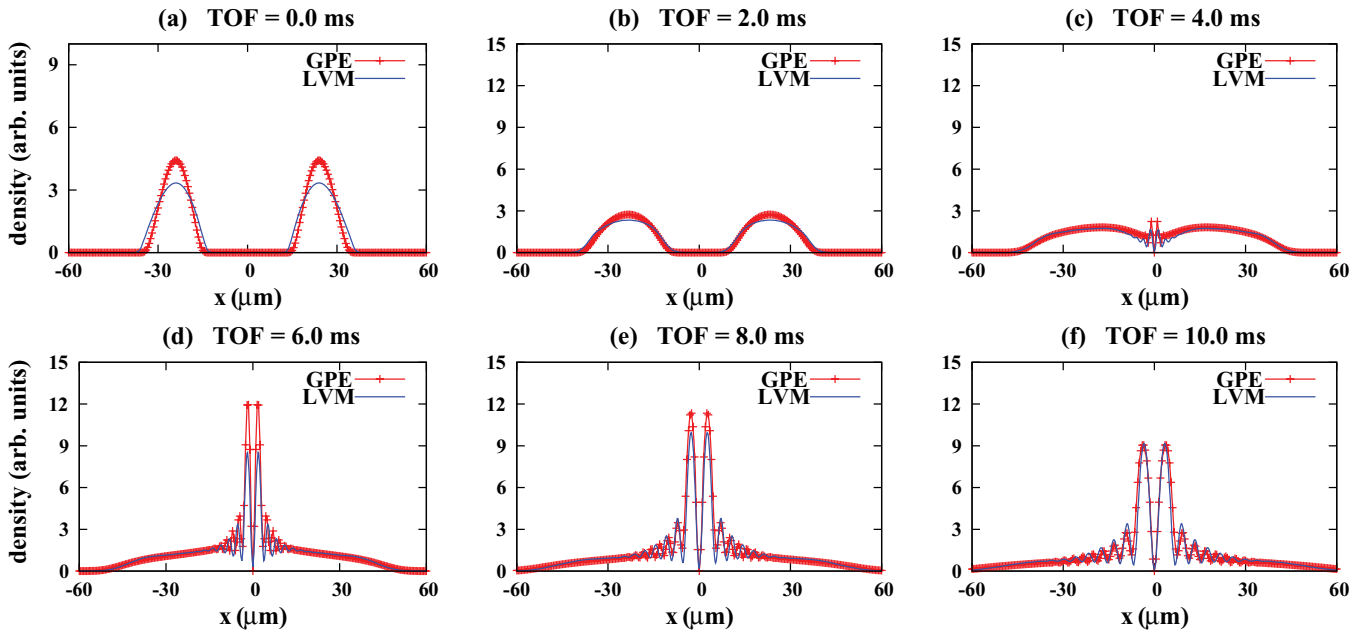 (a) TOF = 0.0 ms
(b) TOF = 2.0 ms
(c) TOF = 4.0 ms
density (arb. units)
9
6
3
0
GPE
LVM
-60 -30 0 30 60
x (μm)
15
12
9
6
3
0
GPE
LVM
-60 -30 0 30 60
x (μm)
15
12
9
6
3
0
GPE
LVM
-60 -30 0 30 60
x (μm)
(d) TOF = 6.0 ms
(e) TOF = 8.0 ms
(f) TOF = 10.0 ms
density (arb. units)
15
12
9
6
3
0
GPE
LVM
-60 -30 0 30 60
x (μm)
15
12
9
6
3
0
GPE
LVM
-60 -30 0 30 60
x (μm)
15
12
9
6
3
0
GPE
LVM
-60 -30 0 30 60
x (μm)